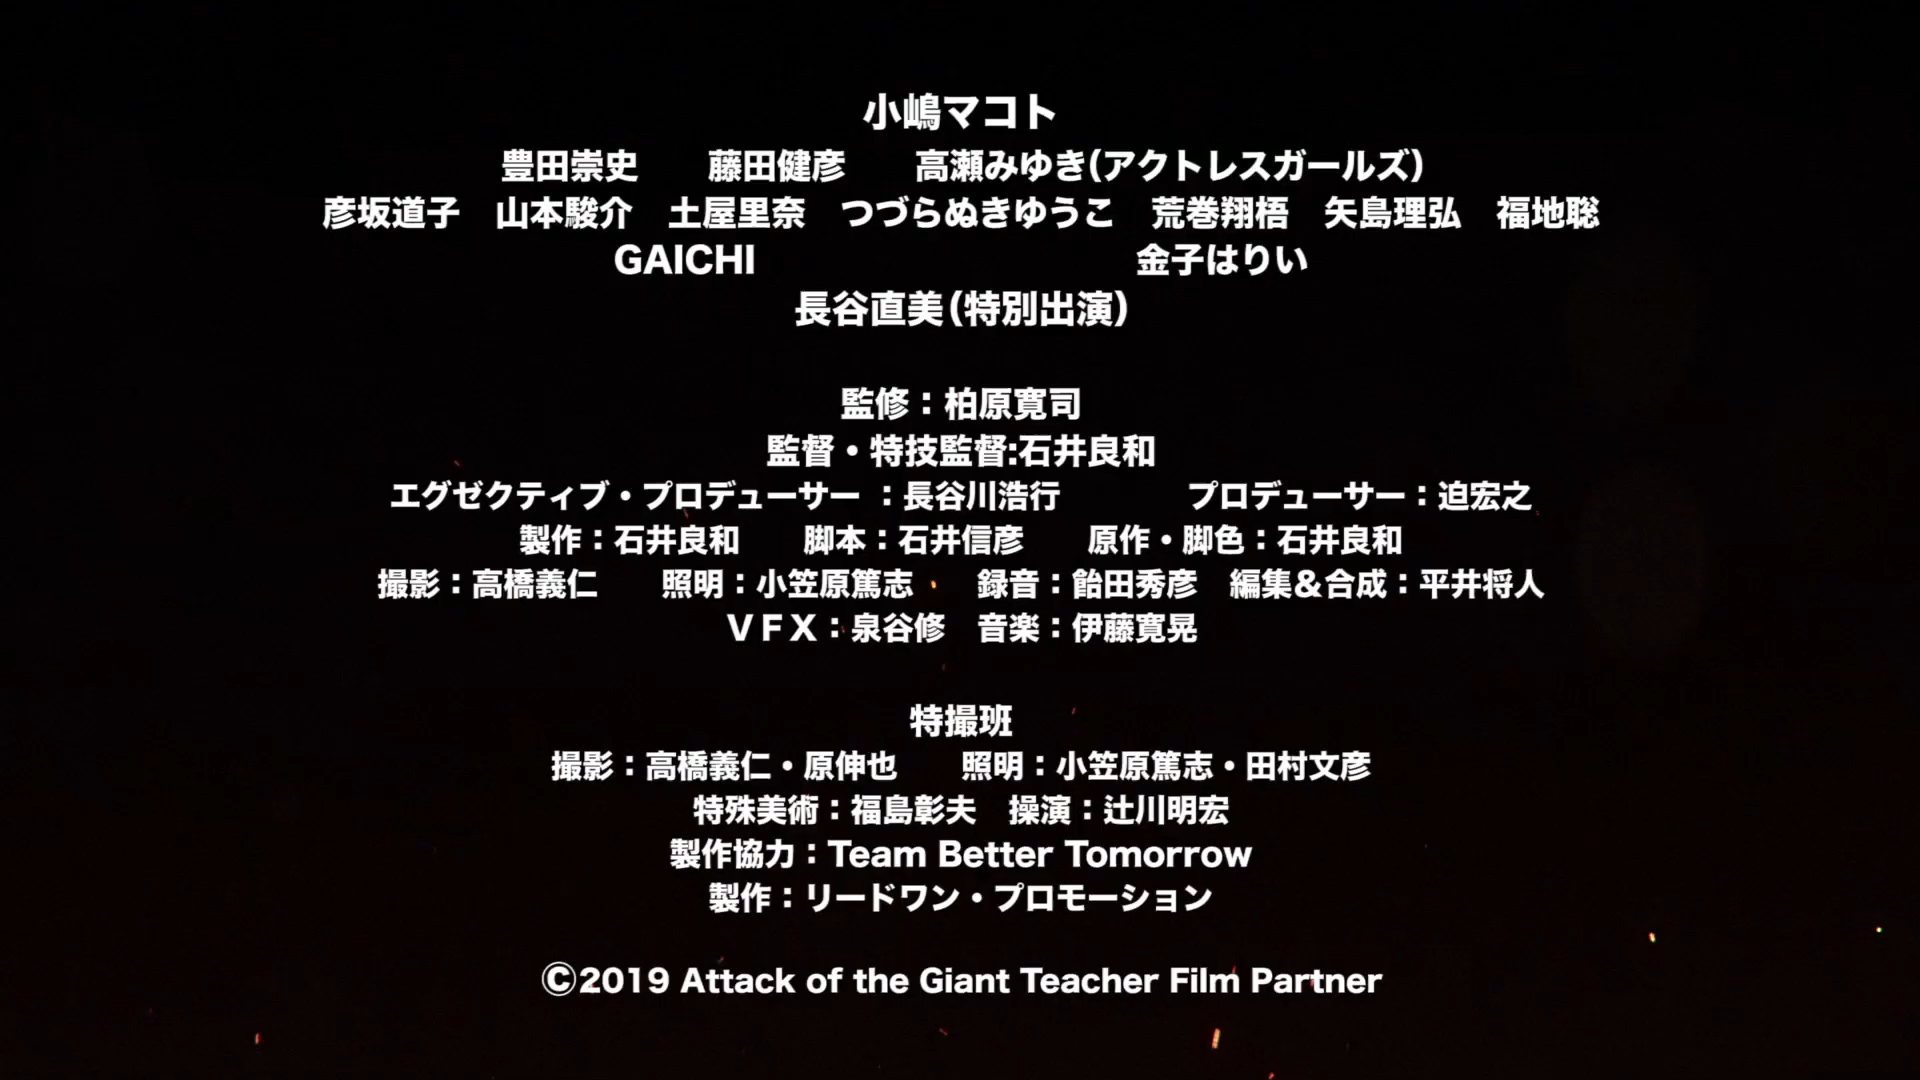 小嶋マコト
豊田崇史　　藤田健彦　　高瀬みゆき(アクトレスガールズ)
彦坂道子　山本駿介　土屋里奈　つづらぬきゆうこ　荒巻翔梧　矢島理弘　福地聡
GAICHI　　　　　　　　　　　金子はりい
長谷直美(特別出演)
監修：柏原寛司
監督・特技監督:石井良和
エグゼクティブ・プロデューサー ：長谷川浩行　　　　プロデューサー：迫宏之
製作：石井良和　　脚本：石井信彦　　原作・脚色：石井良和
撮影：高橋義仁　　照明：小笠原篤志　　録音：飴田秀彦　編集＆合成：平井将人
ＶＦＸ：泉谷修　音楽：伊藤寛晃
特撮班
撮影：高橋義仁・原伸也　　照明：小笠原篤志・田村文彦
特殊美術：福島彰夫　操演：辻川明宏
製作協力：Team Better Tomorrow
製作：リードワン・プロモーション
©2019 Attack of the Giant Teacher Film Partner